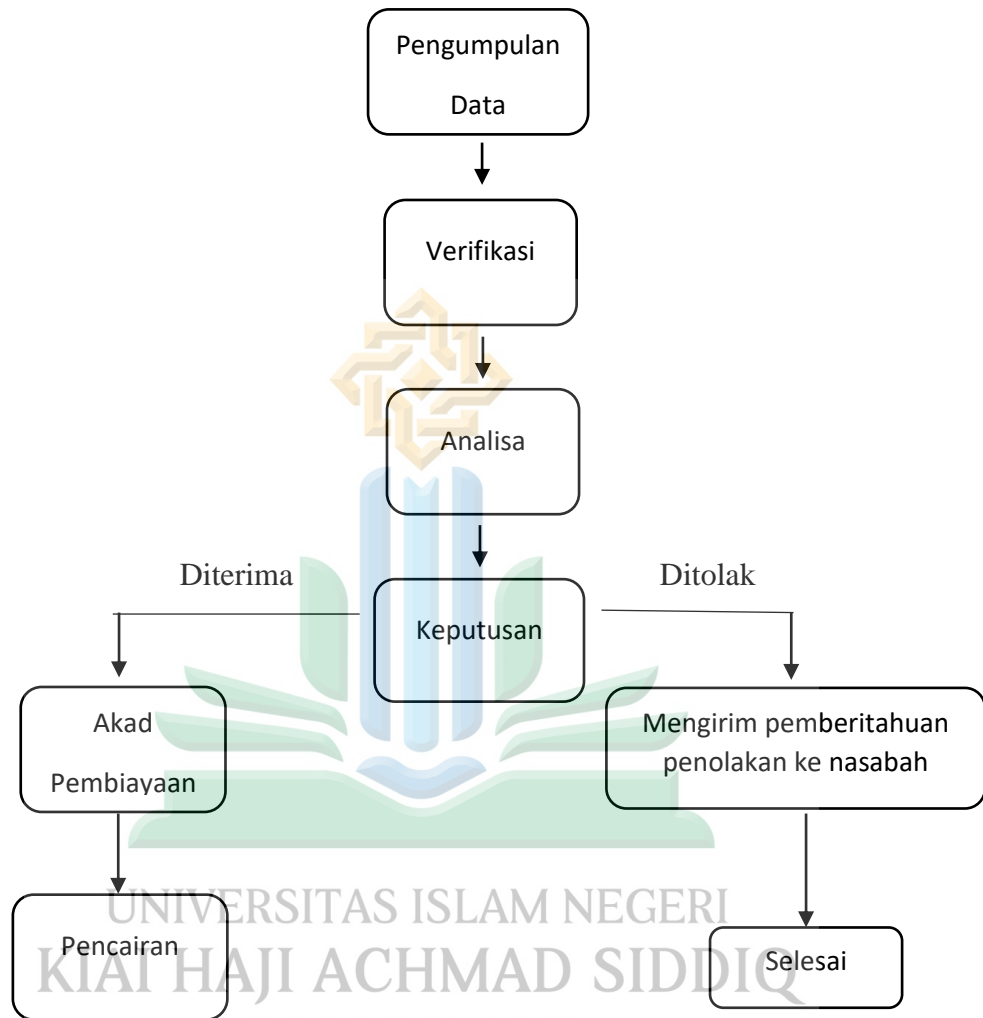 Pengumpulan
Data
Verifikasi
Analisa
Diterima
Ditolak
Keputusan
Akad
Pembiayaan
Mengirim pemberitahuan
penolakan ke nasabah
UNIVERSITAS ISLAM NEGERI
Pencairan
Selesai
KIAI HAJI ACHMAD SIDDIQ